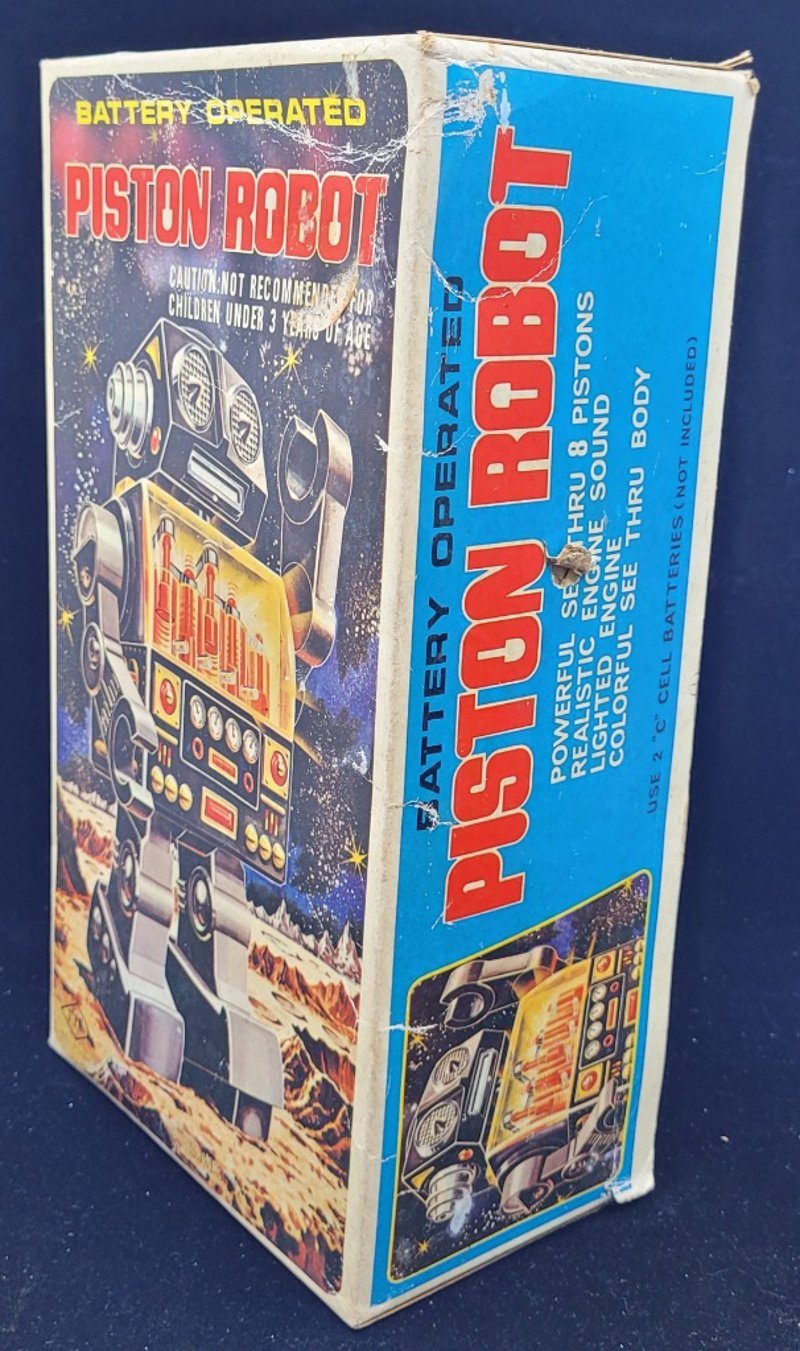 BATTERY OPERATED
PISTON ROBOT
CAUTION:NOT RECOMMENDED FOR
CHILDREN UNDER 3 YEARS OF AGE
BATTERY OPERATED
PISTON ROBOT
POWERFUL SEE THRU 8 PISTONS
REALISTIC ENGINE SOUND
LIGHTED ENGINE
COLORFUL SEE THRU BODY
USE 2 "C" CELL BATTERIES (NOT INCLUDED)